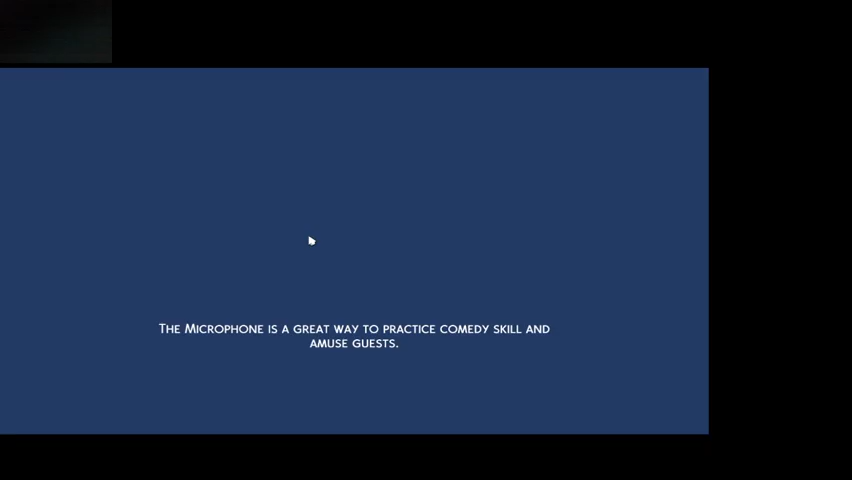 The Microphone is a great way to practice comedy skill and
amuse guests.